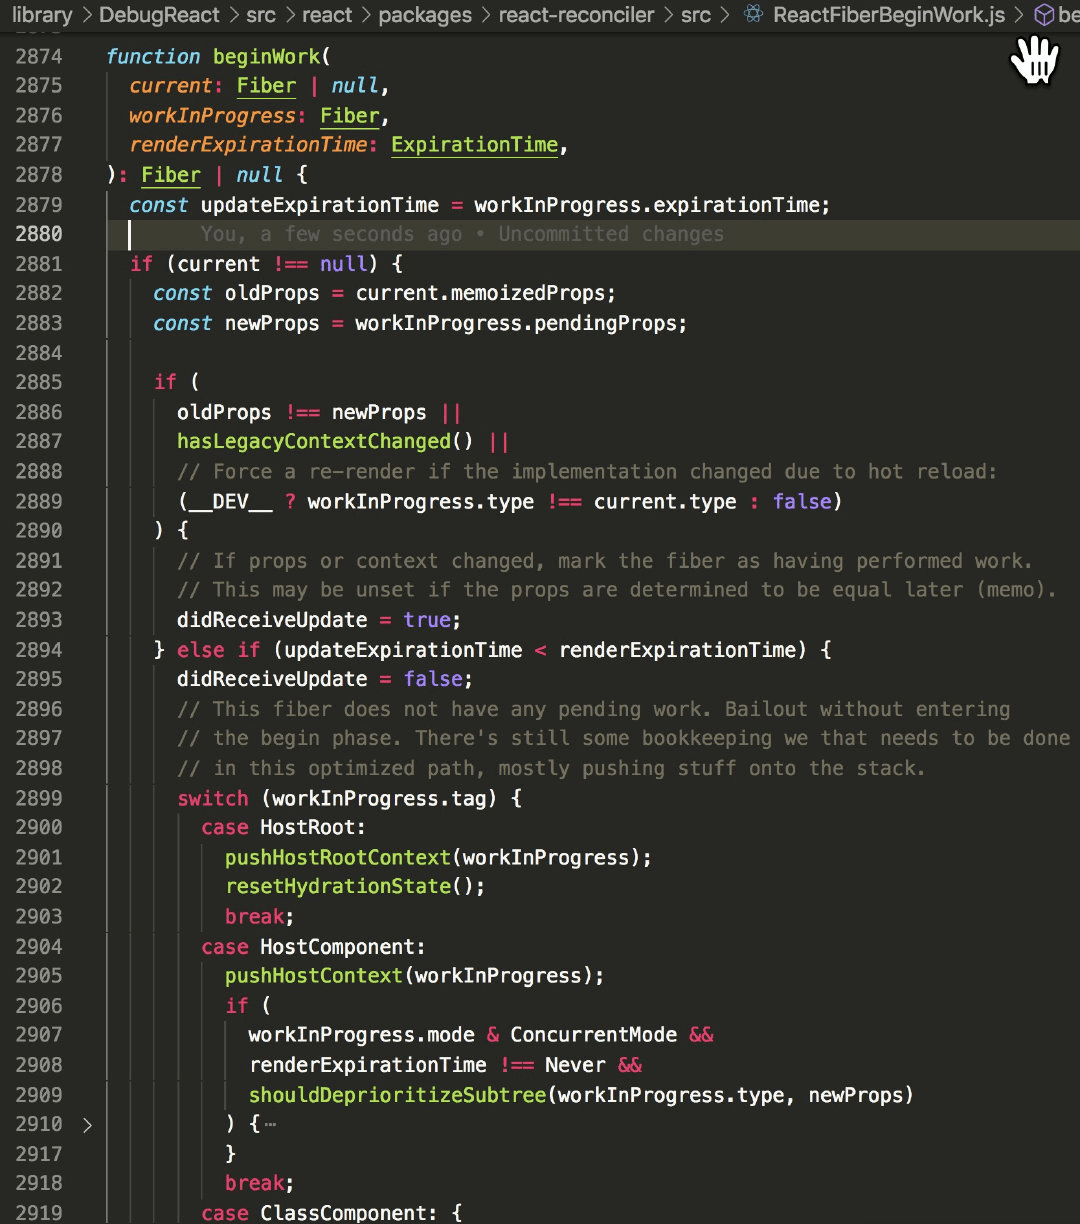 library > DebugReact > src > react > packages > react-reconciler > src > ReactFiberBeginWork.js > be
2874 function beginWork(
2875 current: Fiber | null,
2876 workInProgress: Fiber,
2877 renderExpirationTime: ExpirationTime,
2878 ): Fiber | null {
2879 const updateExpirationTime = workInProgress.expirationTime;
2880 You, a few seconds ago • Uncommitted changes
2881 if (current !== null) {
2882 const oldProps = current.memoizedProps;
2883 const newProps = workInProgress.pendingProps;
2884
2885 if (
2886 oldProps !== newProps ||
2887 hasLegacyContextChanged() ||
2888 // Force a re-render if the implementation changed due to hot reload:
2889 (__DEV__ ? workInProgress.type !== current.type : false)
2890 ) {
2891 // If props or context changed, mark the fiber as having performed work.
2892 // This may be unset if the props are determined to be equal later (memo).
2893 didReceiveUpdate = true;
2894 } else if (updateExpirationTime < renderExpirationTime) {
2895 didReceiveUpdate = false;
2896 // This fiber does not have any pending work. Bailout without entering
2897 // the begin phase. There's still some bookkeeping we that needs to be done
2898 // in this optimized path, mostly pushing stuff onto the stack.
2899 switch (workInProgress.tag) {
2900 case HostRoot:
2901 pushHostRootContext(workInProgress);
2902 resetHydrationState();
2903 break;
2904 case HostComponent:
2905 pushHostContext(workInProgress);
2906 if (
2907 workInProgress.mode & ConcurrentMode &&
2908 renderExpirationTime !== Never &&
2909 shouldDeprioritizeSubtree(workInProgress.type, newProps)
2910 > ) {⋯
2917 }
2918 break;
2919 case ClassComponent: {